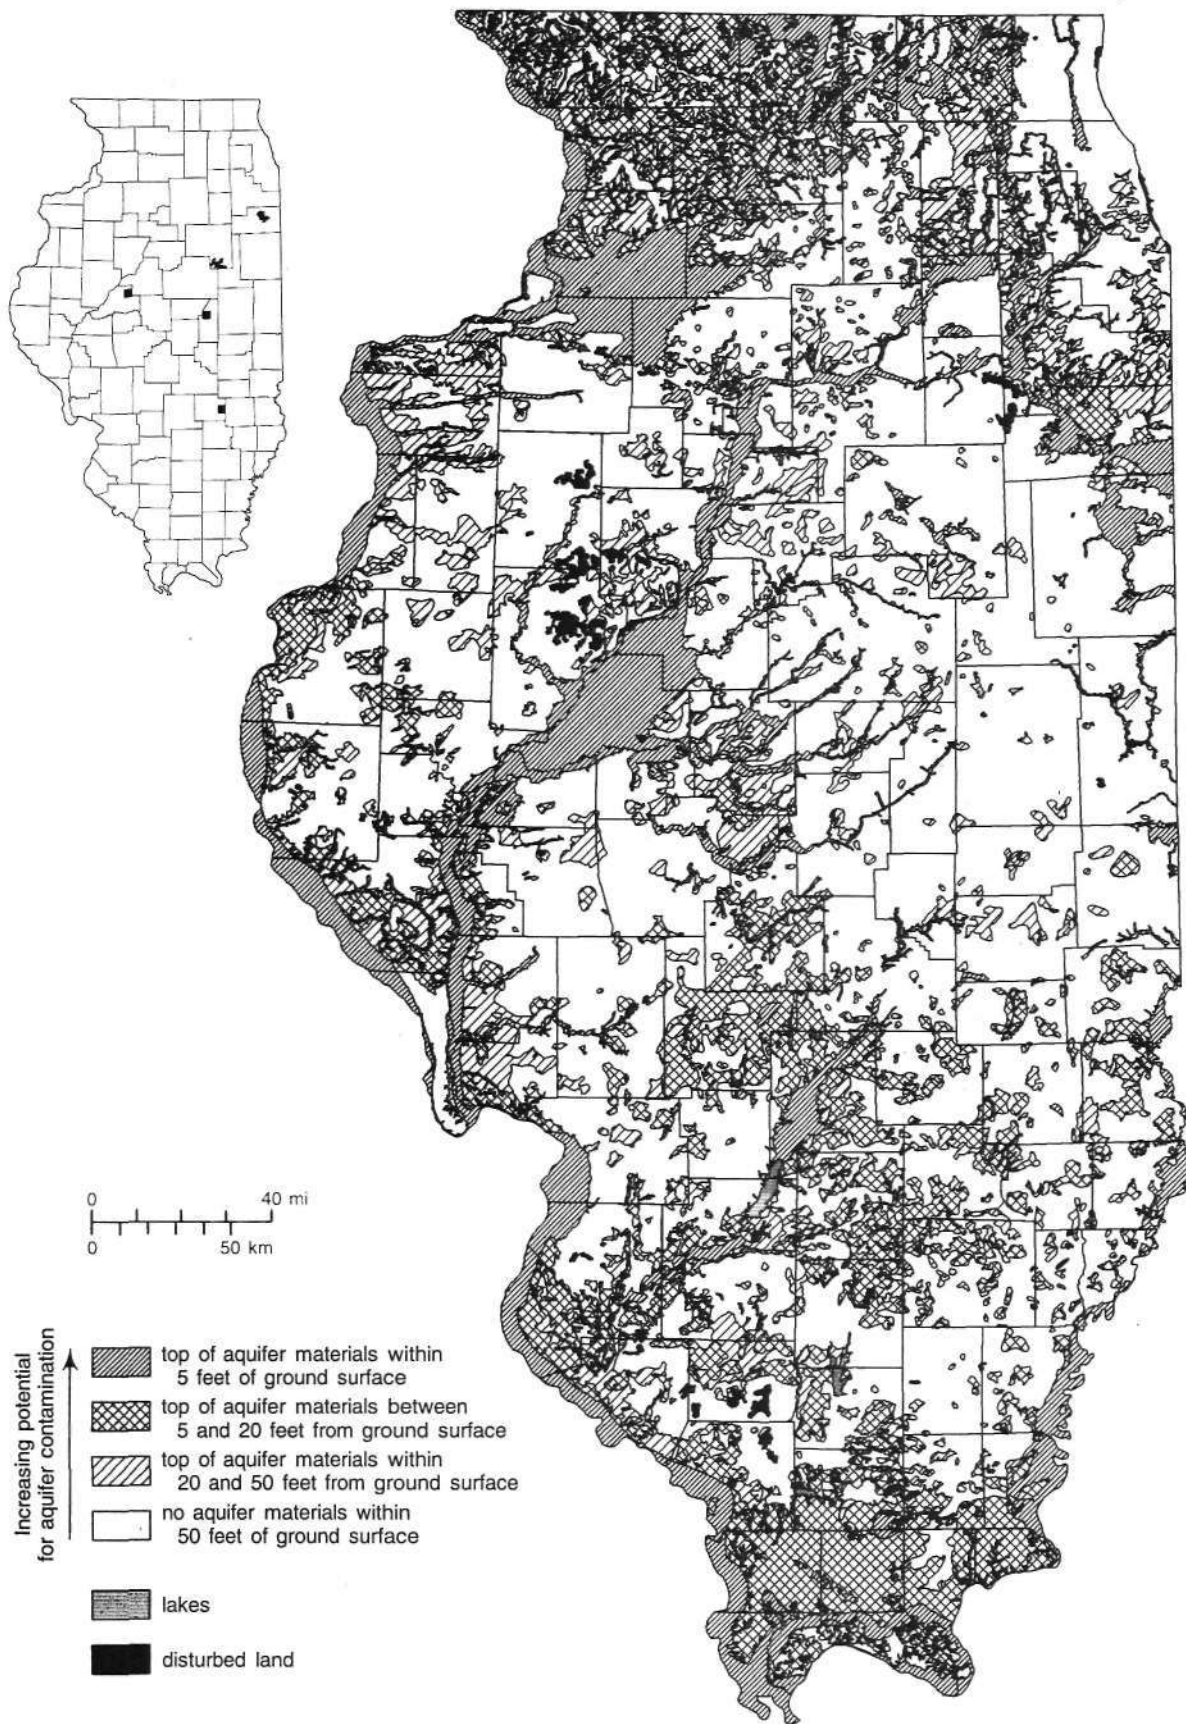 0 40 mi
0 50 km
Increasing potential
for aquifer contamination
top of aquifer materials within
5 feet of ground surface
top of aquifer materials between
5 and 20 feet from ground surface
top of aquifer materials within
20 and 50 feet from ground surface
no aquifer materials within
50 feet of ground surface
lakes
disturbed land